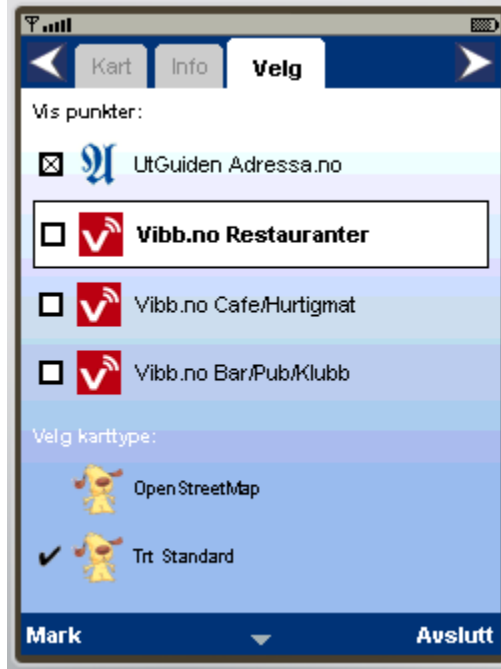 Kart Info Velg
Vis punkter:
UtGuiden Adressa.no
Vibb.no Restauranter
Vibb.no Cafe/Hurtigmat
Vibb.no Bar/Pub/Klubb
Velg karttype:
OpenStreetMap
Trt Standard
Mark Avslutt